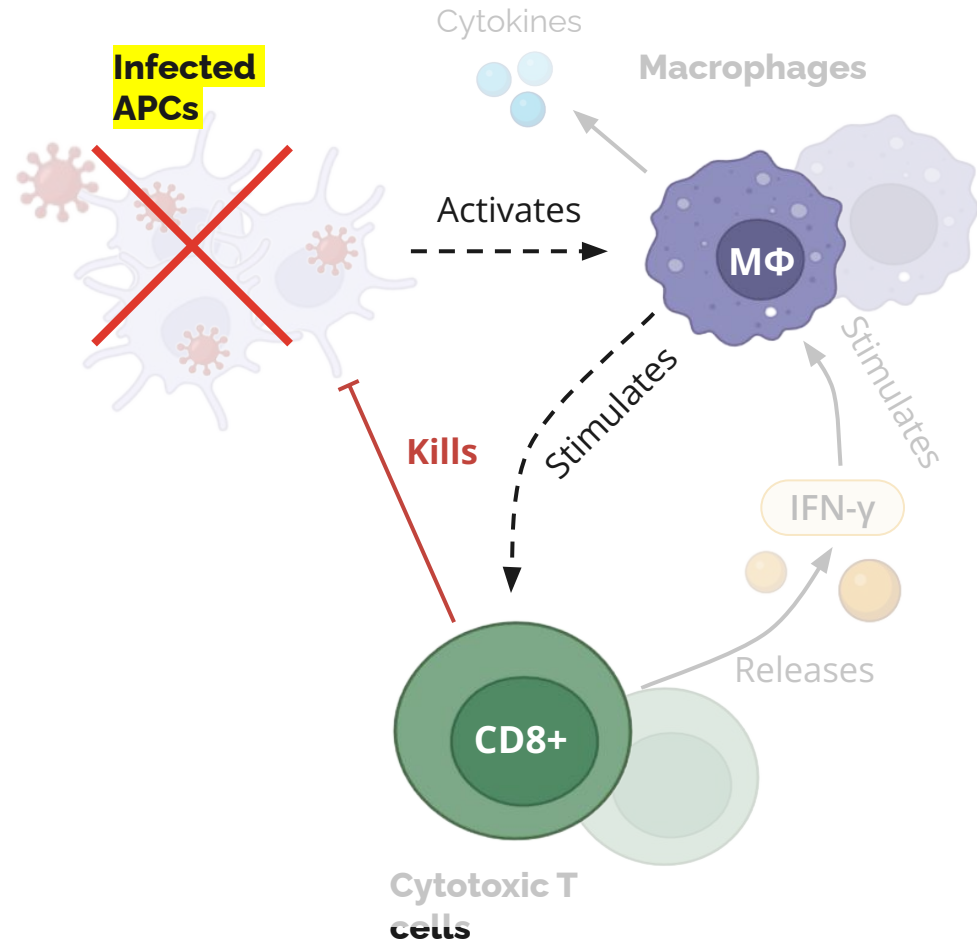 Cytokines
Infected
APCs
Macrophages
Activates
MΦ
Stimulates
Stimulates
Kills
IFN-γ
Releases
CD8+
Cytotoxic T
cells